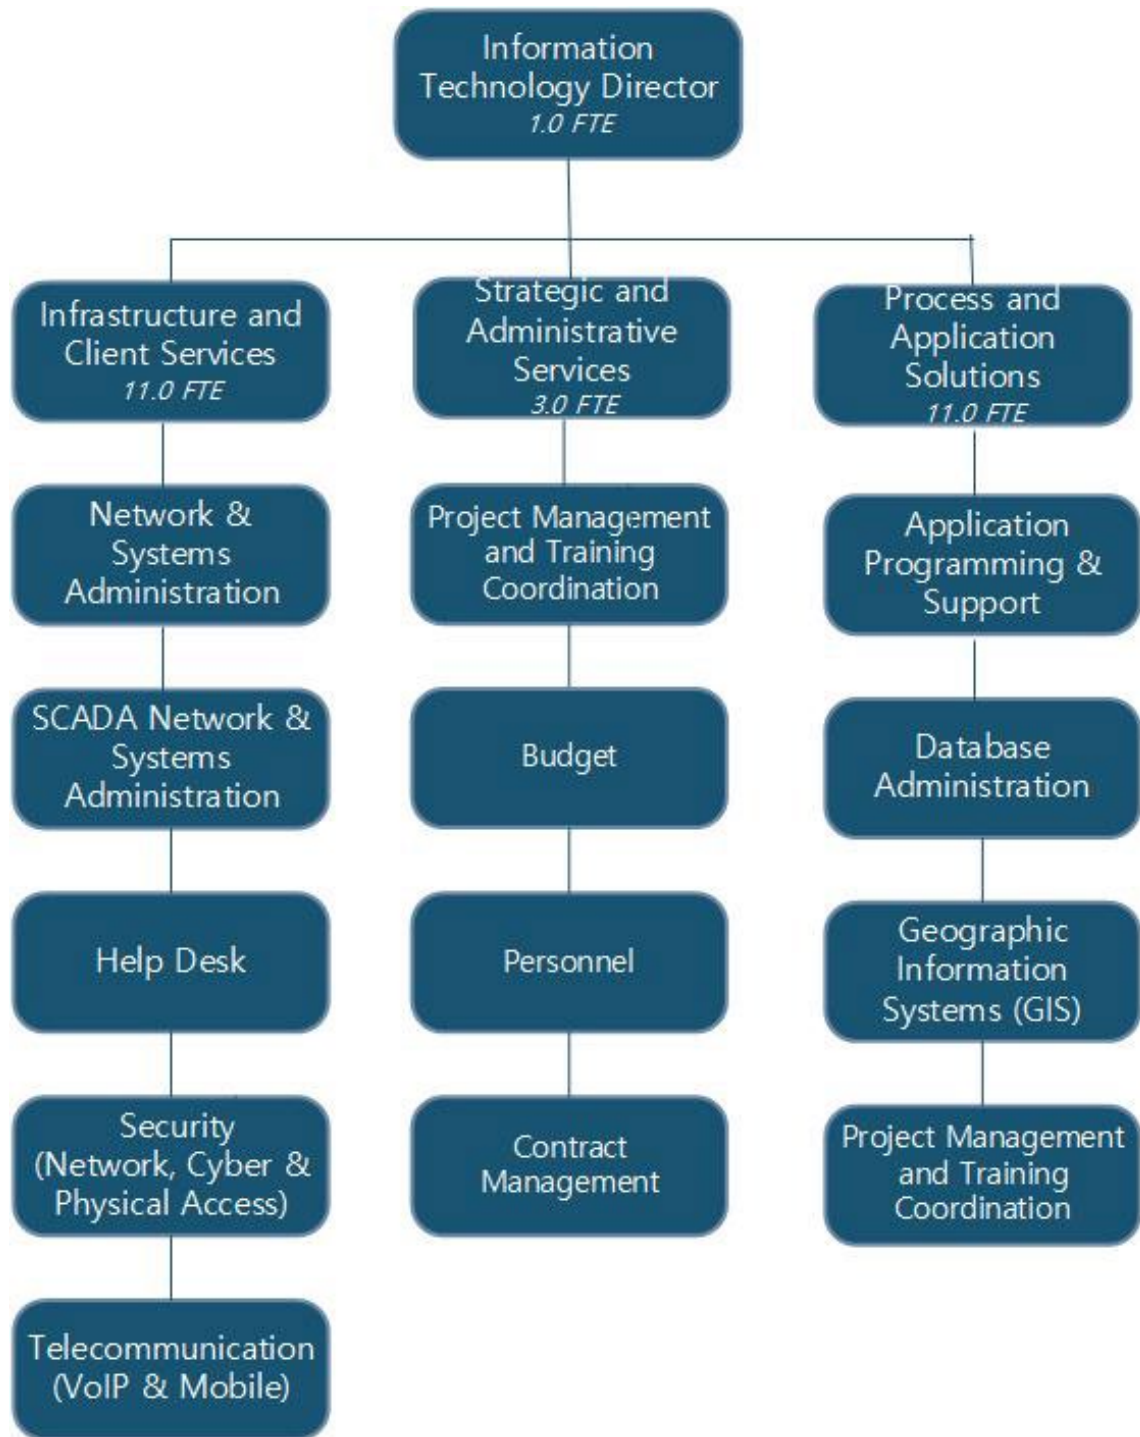 Information
Technology Director
1.0 FTE
Infrastructure and
Client Services
11.0 FTE
Network &
Systems
Administration
SCADA Network &
Systems
Administration
Help Desk
Security
(Network, Cyber &
Physical Access)
Telecommunication
(VoIP & Mobile)
Strategic and
Administrative
Services
3.0 FTE
Project Management
and Training
Coordination
Budget
Personnel
Contract
Management
Process and
Application
Solutions
11.0 FTE
Application
Programming &
Support
Database
Administration
Geographic
Information
Systems (GIS)
Project Management
and Training
Coordination